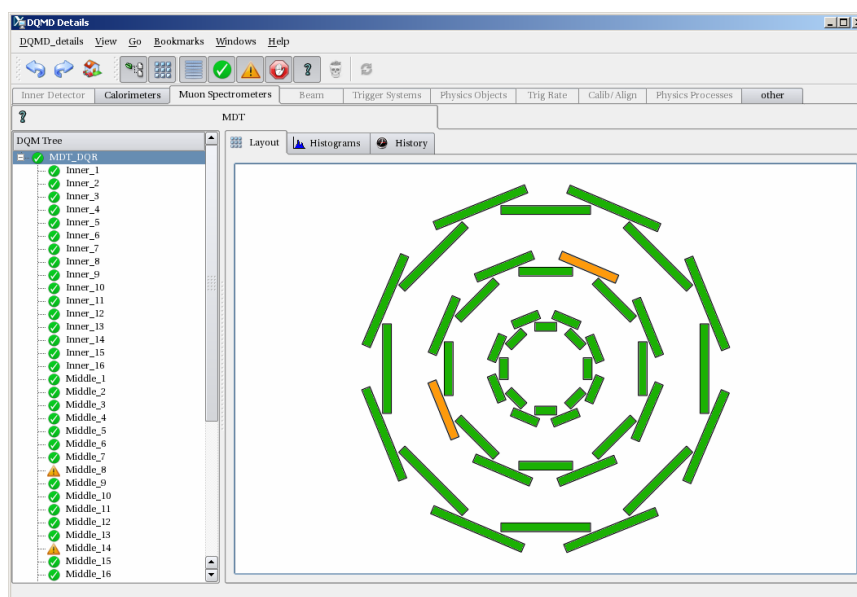 DQMD Details
DQMD_details View Go Bookmarks Windows Help
Inner Detector Calorimeters Muon Spectrometers Beam Trigger Systems Physics Objects Trig Rate Calib/Align Physics Processes other
? MDT
DQM Tree
Layout Histograms History
MDT_DQR
Inner_1
Inner_2
Inner_3
Inner_4
Inner_5
Inner_6
Inner_7
Inner_8
Inner_9
Inner_10
Inner_11
Inner_12
Inner_13
Inner_14
Inner_15
Inner_16
Middle_1
Middle_2
Middle_3
Middle_4
Middle_5
Middle_6
Middle_7
Middle_8
Middle_9
Middle_10
Middle_11
Middle_12
Middle_13
Middle_14
Middle_15
Middle_16